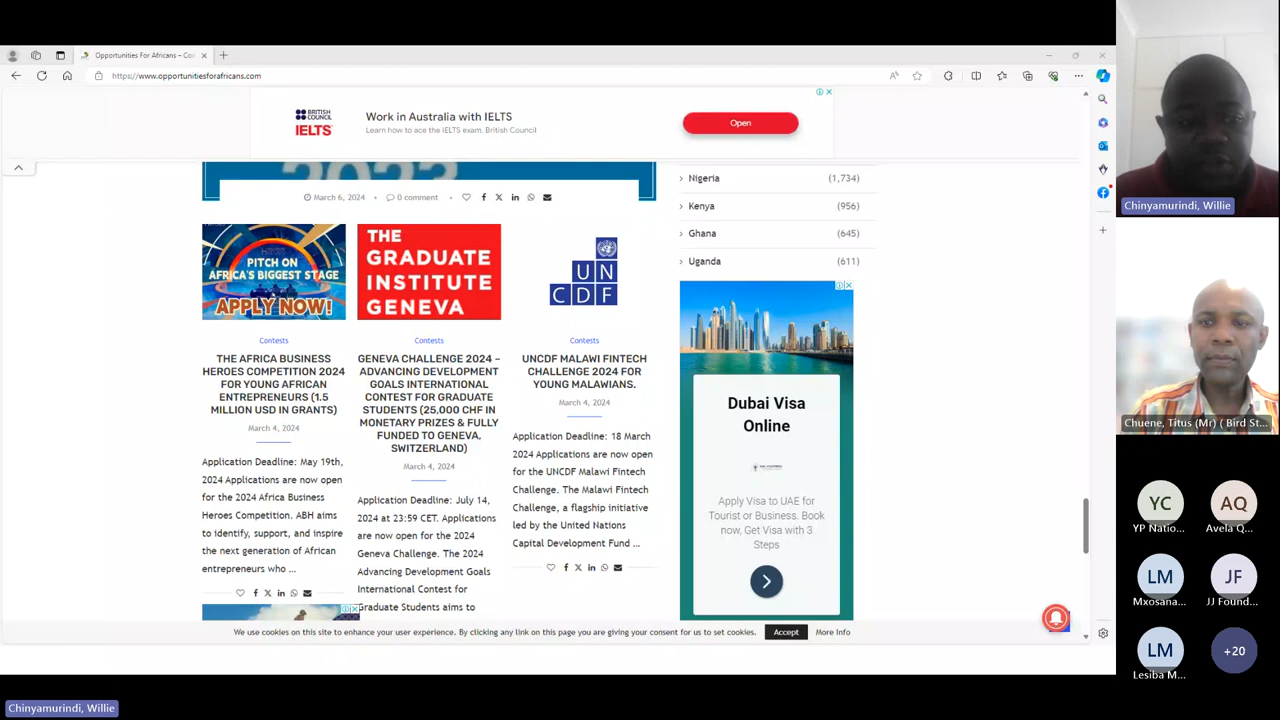 Opportunities For Africans – Co
https://www.opportunitiesforafricans.com
BRITISH
COUNCIL
IELTS
Work in Australia with IELTS
Learn how to ace the IELTS exam. British Council
Open
2023
March 6, 2024
0 comment
PITCH ON
AFRICA'S BIGGEST STAGE
APPLY NOW!
THE
GRADUATE
INSTITUTE
GENEVA
UN
CDF
Contests
THE AFRICA BUSINESS
HEROES COMPETITION 2024
FOR YOUNG AFRICAN
ENTREPRENEURS (1.5
MILLION USD IN GRANTS)
March 4, 2024
Application Deadline: May 19th,
2024 Applications are now open
for the 2024 Africa Business
Heroes Competition. ABH aims
to identify, support, and inspire
the next generation of African
entrepreneurs who ...
Contests
GENEVA CHALLENGE 2024 –
ADVANCING DEVELOPMENT
GOALS INTERNATIONAL
CONTEST FOR GRADUATE
STUDENTS (25,000 CHF IN
MONETARY PRIZES & FULLY
FUNDED TO GENEVA,
SWITZERLAND)
March 4, 2024
Application Deadline: July 14,
2024 at 23:59 CET. Applications
are now open for the 2024
Geneva Challenge. The 2024
Advancing Development Goals
International Contest for
Graduate Students aims to
Contests
UNCDF MALAWI FINTECH
CHALLENGE 2024 FOR
YOUNG MALAWIANS.
March 4, 2024
Application Deadline: 18 March
2024 Applications are now open
for the UNCDF Malawi Fintech
Challenge. The Malawi Fintech
Challenge, a flagship initiative
led by the United Nations
Capital Development Fund ...
Nigeria (1,734)
Kenya (956)
Ghana (645)
Uganda (611)
Dubai Visa
Online
Apply Visa to UAE for
Tourist or Business. Book
now, Get Visa with 3
Steps
We use cookies on this site to enhance your user experience. By clicking any link on this page you are giving your consent for us to set cookies.
Accept
More Info
Chinyamurindi, Willie
Chuene, Titus (Mr) ( Bird St...
YC
YP Natio...
AQ
Avela Q...
LM
Mxosana...
JF
JJ Found...
LM
Lesiba M...
+20
Chinyamurindi, Willie